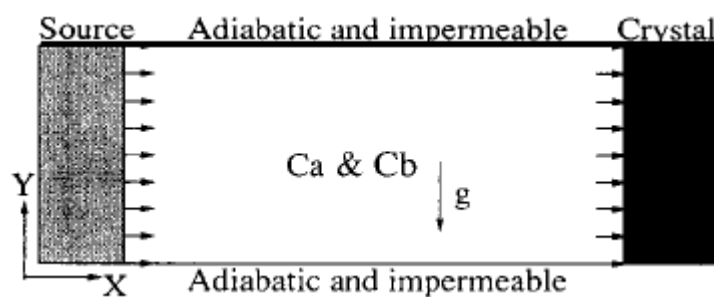 Source Adiabatic and impermeable Crystal
Ca & Cb
g
Y
X
Adiabatic and impermeable